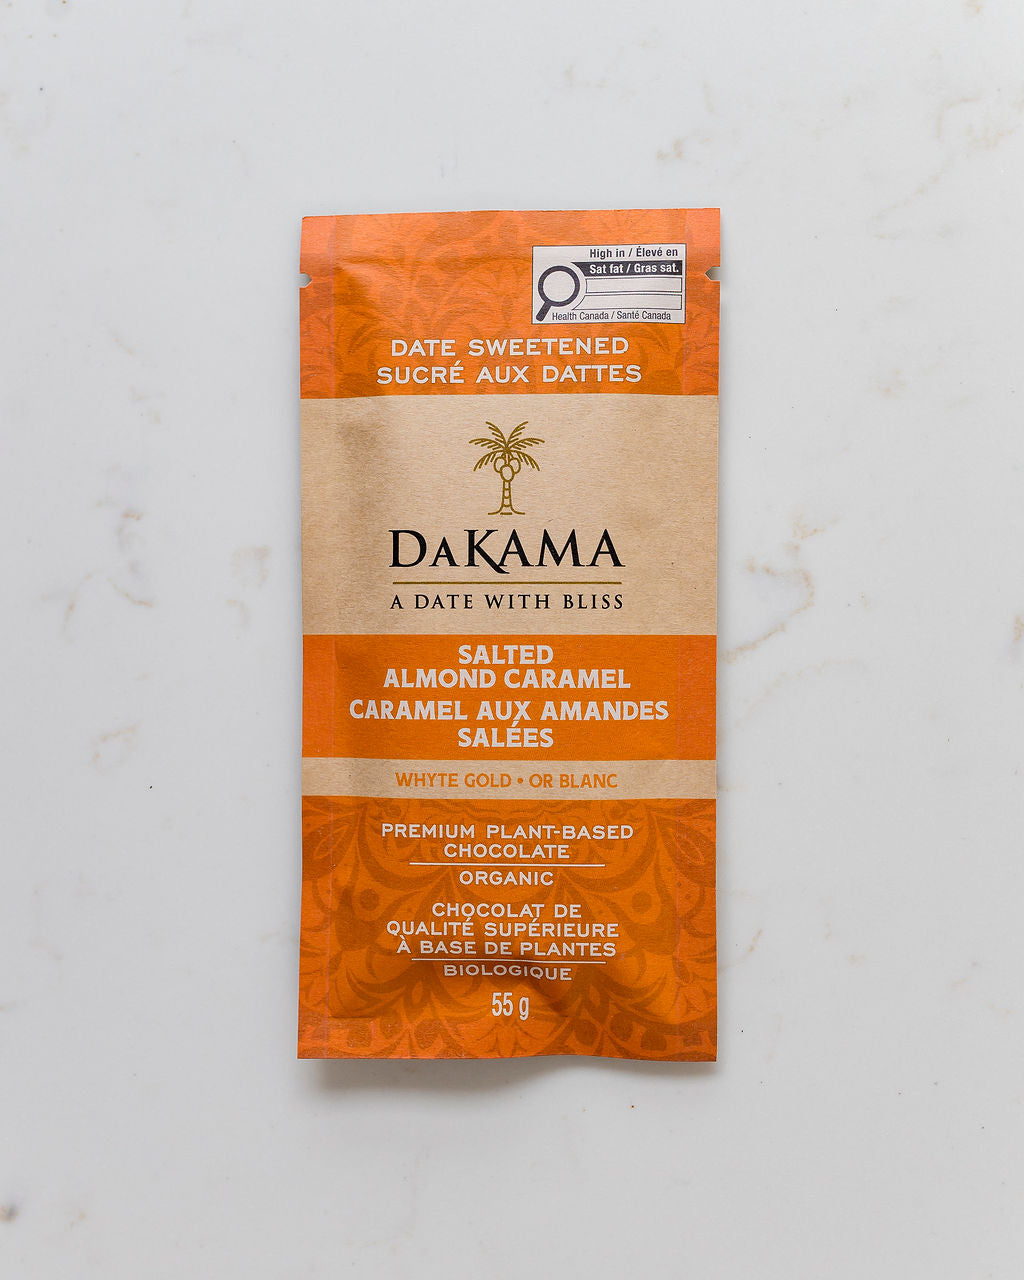 High in / Élevé en
Sat fat / Gras sat.
Health Canada / Santé Canada
DATE SWEETENED
SUCRÉ AUX DATTES
DAKAMA
A DATE WITH BLISS
SALTED
ALMOND CARAMEL
CARAMEL AUX AMANDES
SALÉES
WHYTE GOLD • OR BLANC
PREMIUM PLANT-BASED
CHOCOLATE
ORGANIC
CHOCOLAT DE
QUALITÉ SUPÉRIEURE
À BASE DE PLANTES
BIOLOGIQUE
55 g